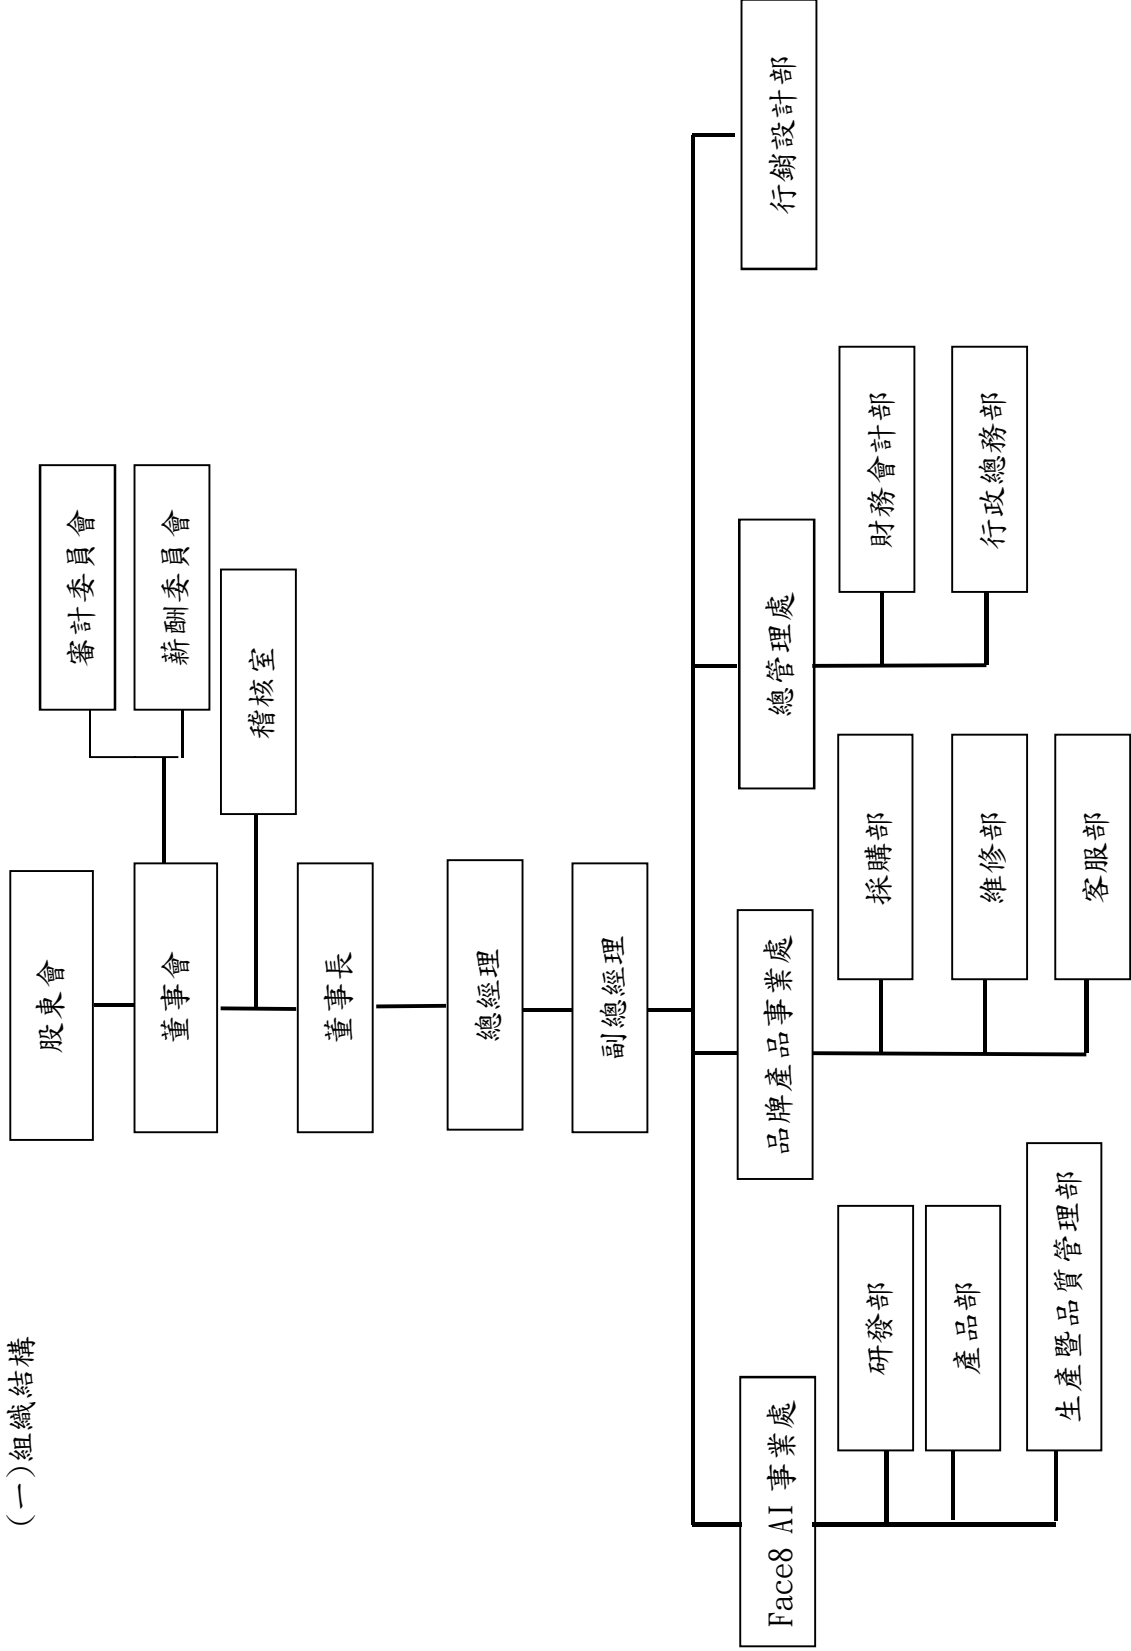 (一)組織結構
股東會
審計委員會
董事會
薪酬委員會
稽核室
董事長
總經理
副總經理
Face8 AI 事業處
品牌產品事業處
總管理處
行銷設計部
研發部
採購部
財務會計部
產品部
維修部
行政總務部
生產暨品質管理部
客服部